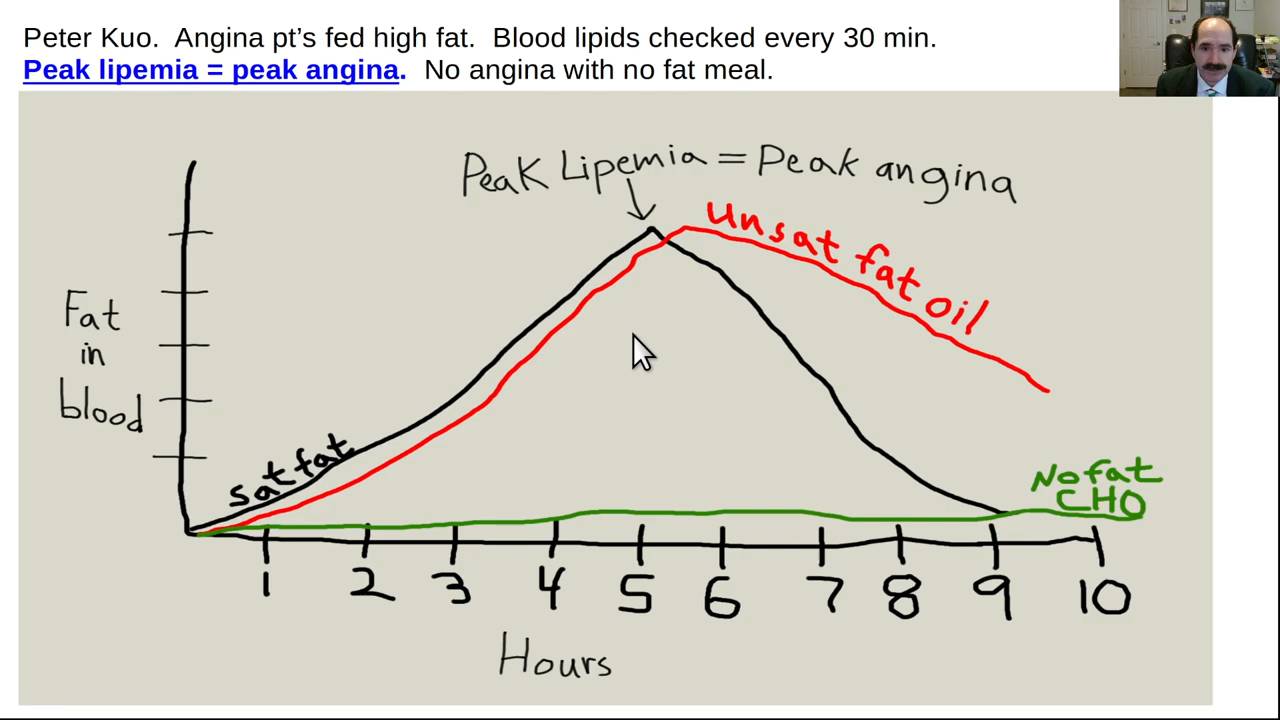 Peter Kuo. Angina pt's fed high fat. Blood lipids checked every 30 min.
Peak lipemia = peak angina. No angina with no fat meal.
Peak Lipemia = Peak angina
unsat fat oil
Fat
in
blood
sat fat
No fat
CHO
1 2 3 4 5 6 7 8 9 10
Hours